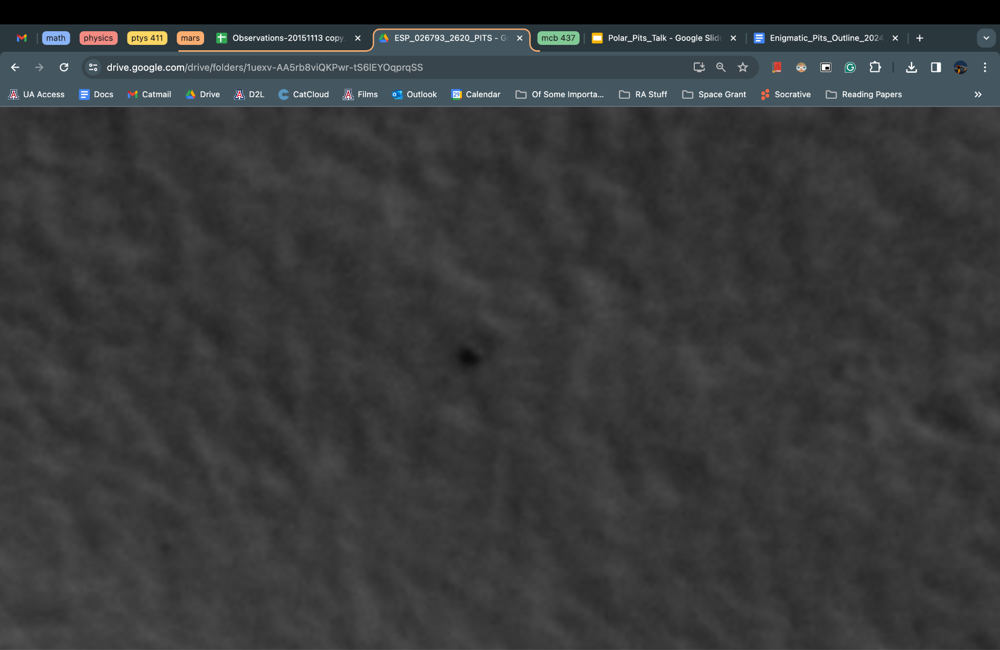 math physics ptys 411 mars Observations-20151113 copy. ESP_026793_2620_PITS - G mcb 437 Polar_Pits_Talk - Google Slide Enigmatic_Pits_Outline_2024
drive.google.com/drive/folders/1uexv-AA5rb8viQKPwr-tS6lEYOqprqSS
UA Access Docs Catmail Drive D2L CatCloud Films Outlook 29 Calendar Of Some Importa... RA Stuff Space Grant Socrative Reading Papers